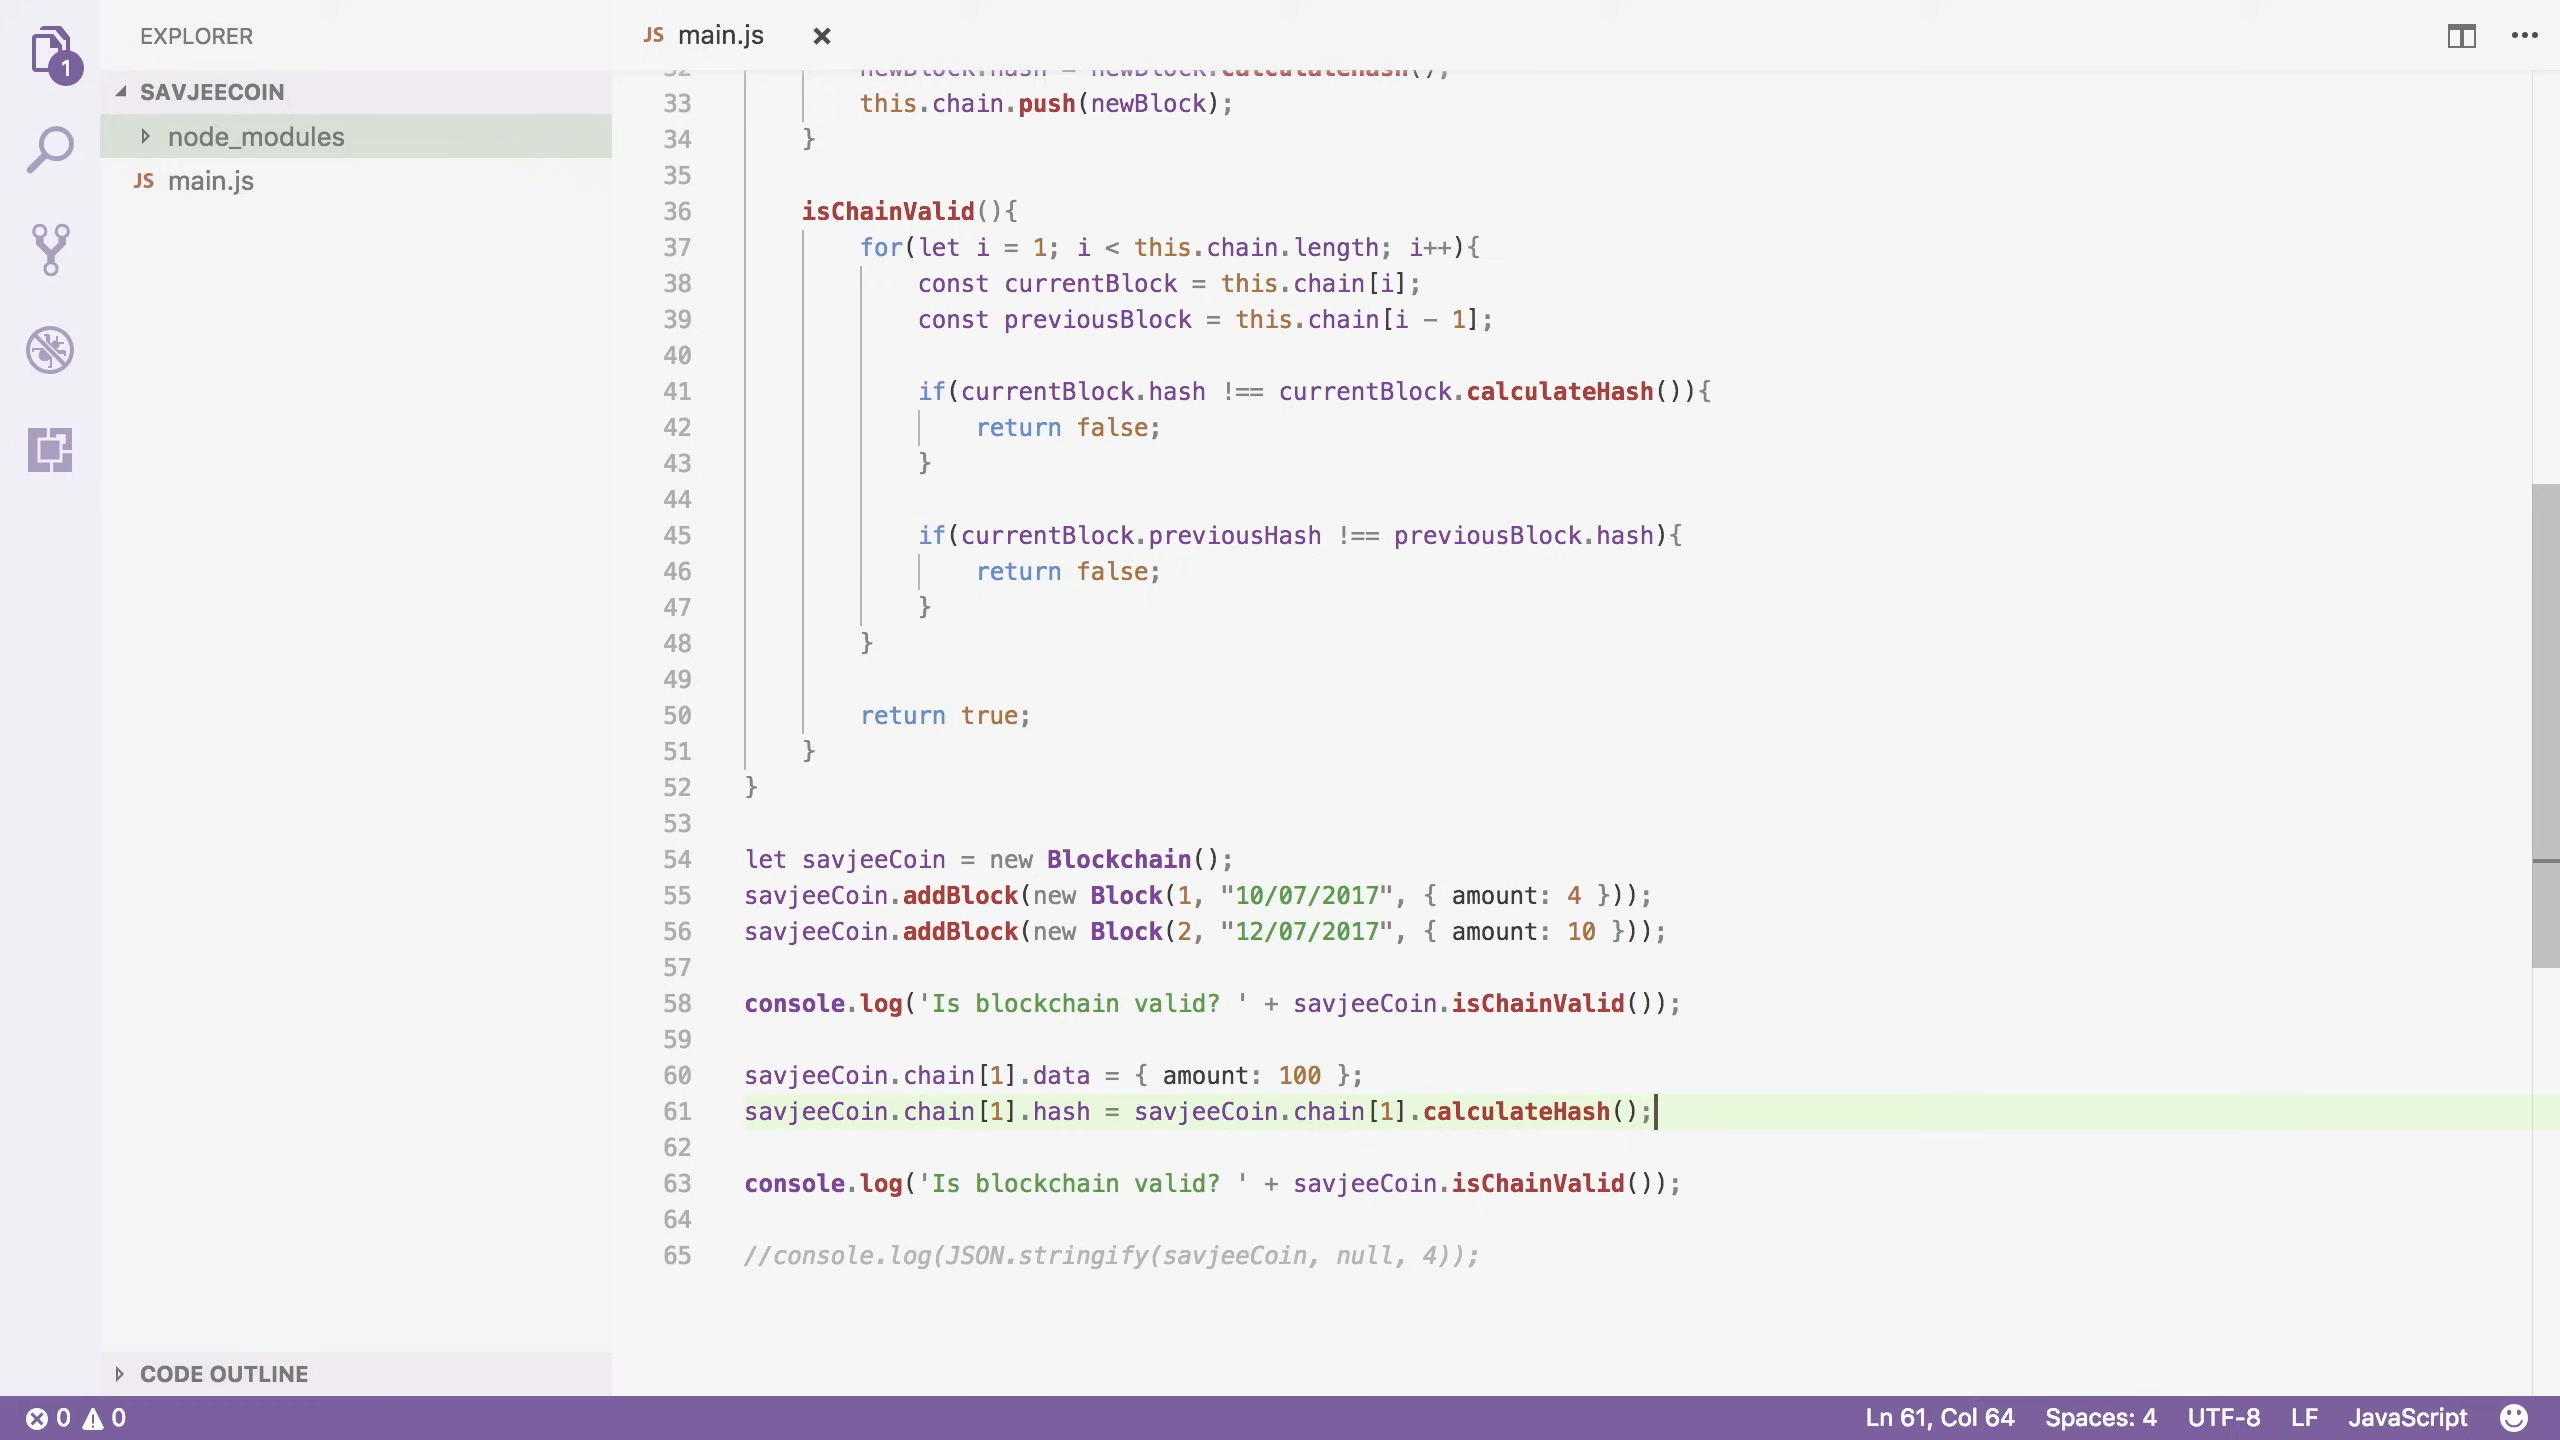 EXPLORER
JS main.js
1
SAVJEECOIN
node_modules
JS main.js
CODE OUTLINE
32 newBlock.hash = newBlock.calculateHash();
33 this.chain.push(newBlock);
34 }
35
36 isChainValid(){
37 for(let i = 1; i < this.chain.length; i++){
38 const currentBlock = this.chain[i];
39 const previousBlock = this.chain[i - 1];
40
41 if(currentBlock.hash !== currentBlock.calculateHash()){
42 return false;
43 }
44
45 if(currentBlock.previousHash !== previousBlock.hash){
46 return false;
47 }
48 }
49
50 return true;
51 }
52 }
53
54 let savjeeCoin = new Blockchain();
55 savjeeCoin.addBlock(new Block(1, "10/07/2017", { amount: 4 }));
56 savjeeCoin.addBlock(new Block(2, "12/07/2017", { amount: 10 }));
57
58 console.log('Is blockchain valid? ' + savjeeCoin.isChainValid());
59
60 savjeeCoin.chain[1].data = { amount: 100 };
61 savjeeCoin.chain[1].hash = savjeeCoin.chain[1].calculateHash();
62
63 console.log('Is blockchain valid? ' + savjeeCoin.isChainValid());
64
65 //console.log(JSON.stringify(savjeeCoin, null, 4));
0 0 Ln 61, Col 64 Spaces: 4 UTF-8 LF JavaScript